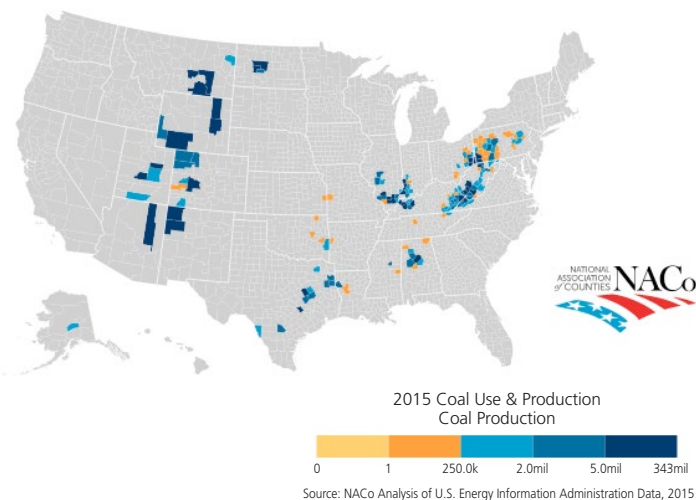 NATIONAL
ASSOCIATION
of COUNTIES
NACo
2015 Coal Use & Production
Coal Production
0 1 250.0k 2.0mil 5.0mil 343mil
Source: NACo Analysis of U.S. Energy Information Administration Data, 2015